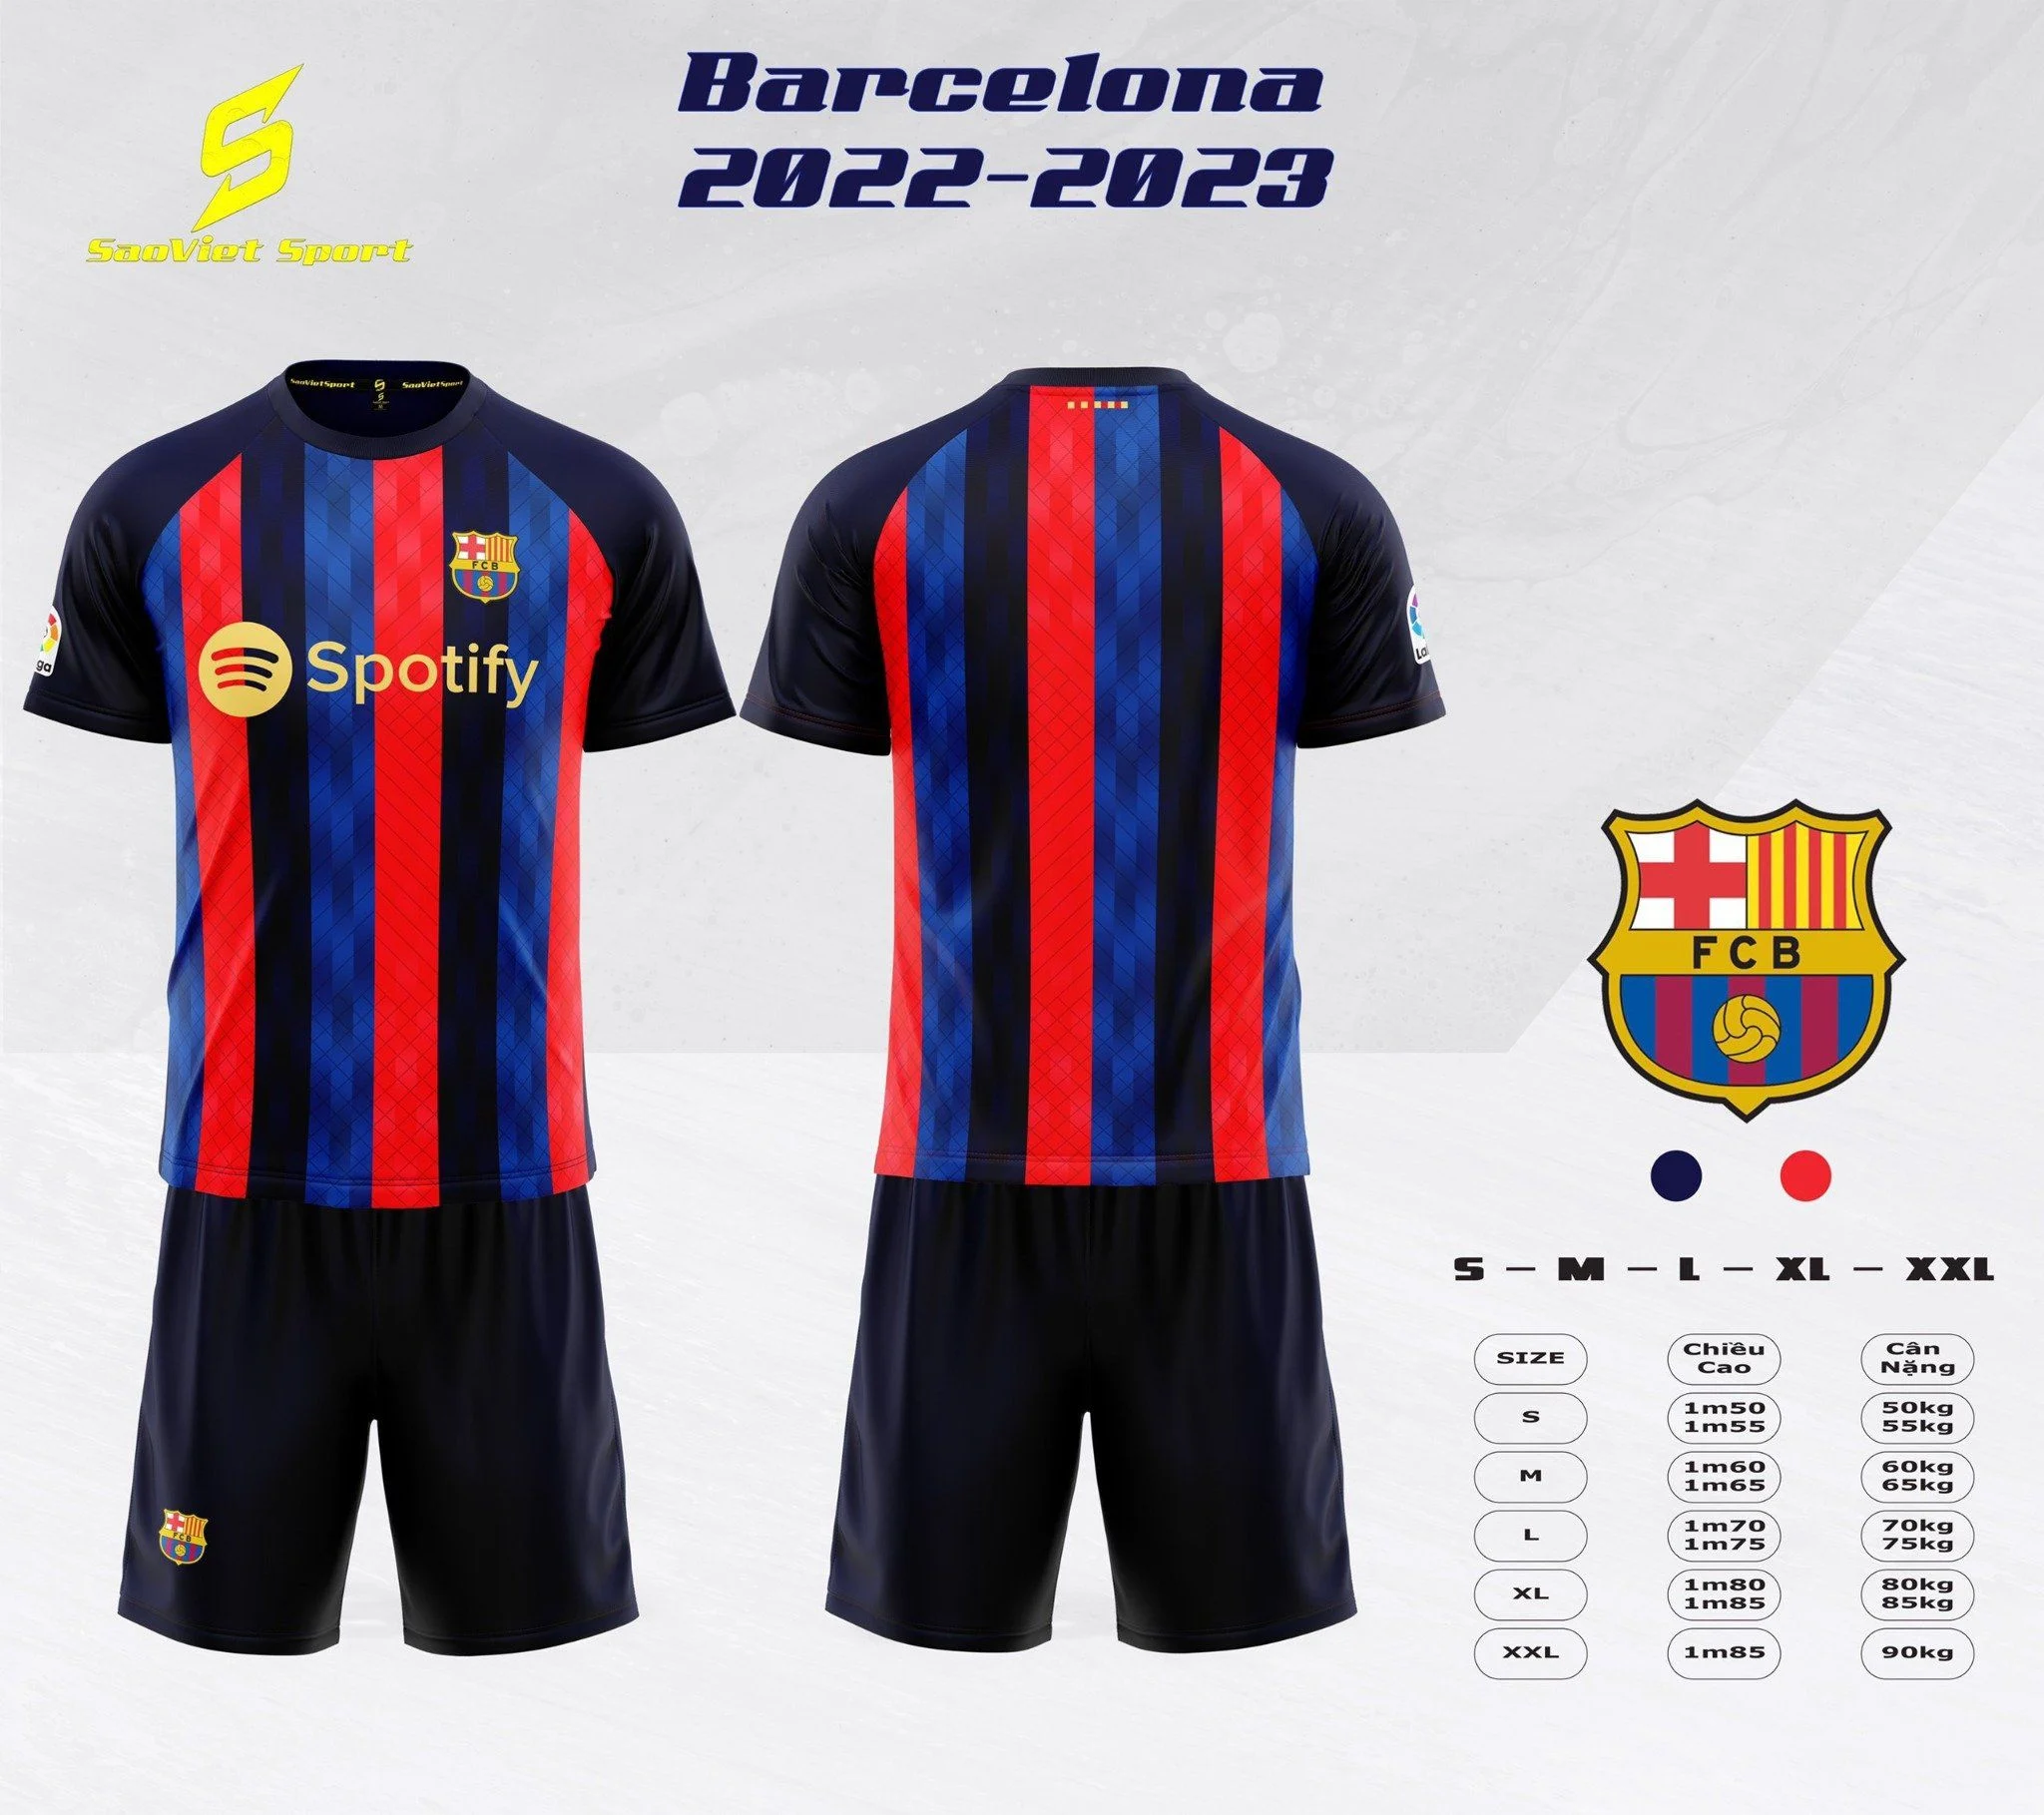 Barcelona
2022-2023
SaoViet Sport
SaoVietSport SaoVietSport
FCB
Spotify
FCB
FCB
S - M - L - XL - XXL
SIZE
Chiều
Cao
Cân
Nặng
S
1m50
1m55
50kg
55kg
M
1m60
1m65
60kg
65kg
L
1m70
1m75
70kg
75kg
XL
1m80
1m85
80kg
85kg
XXL
1m85
90kg